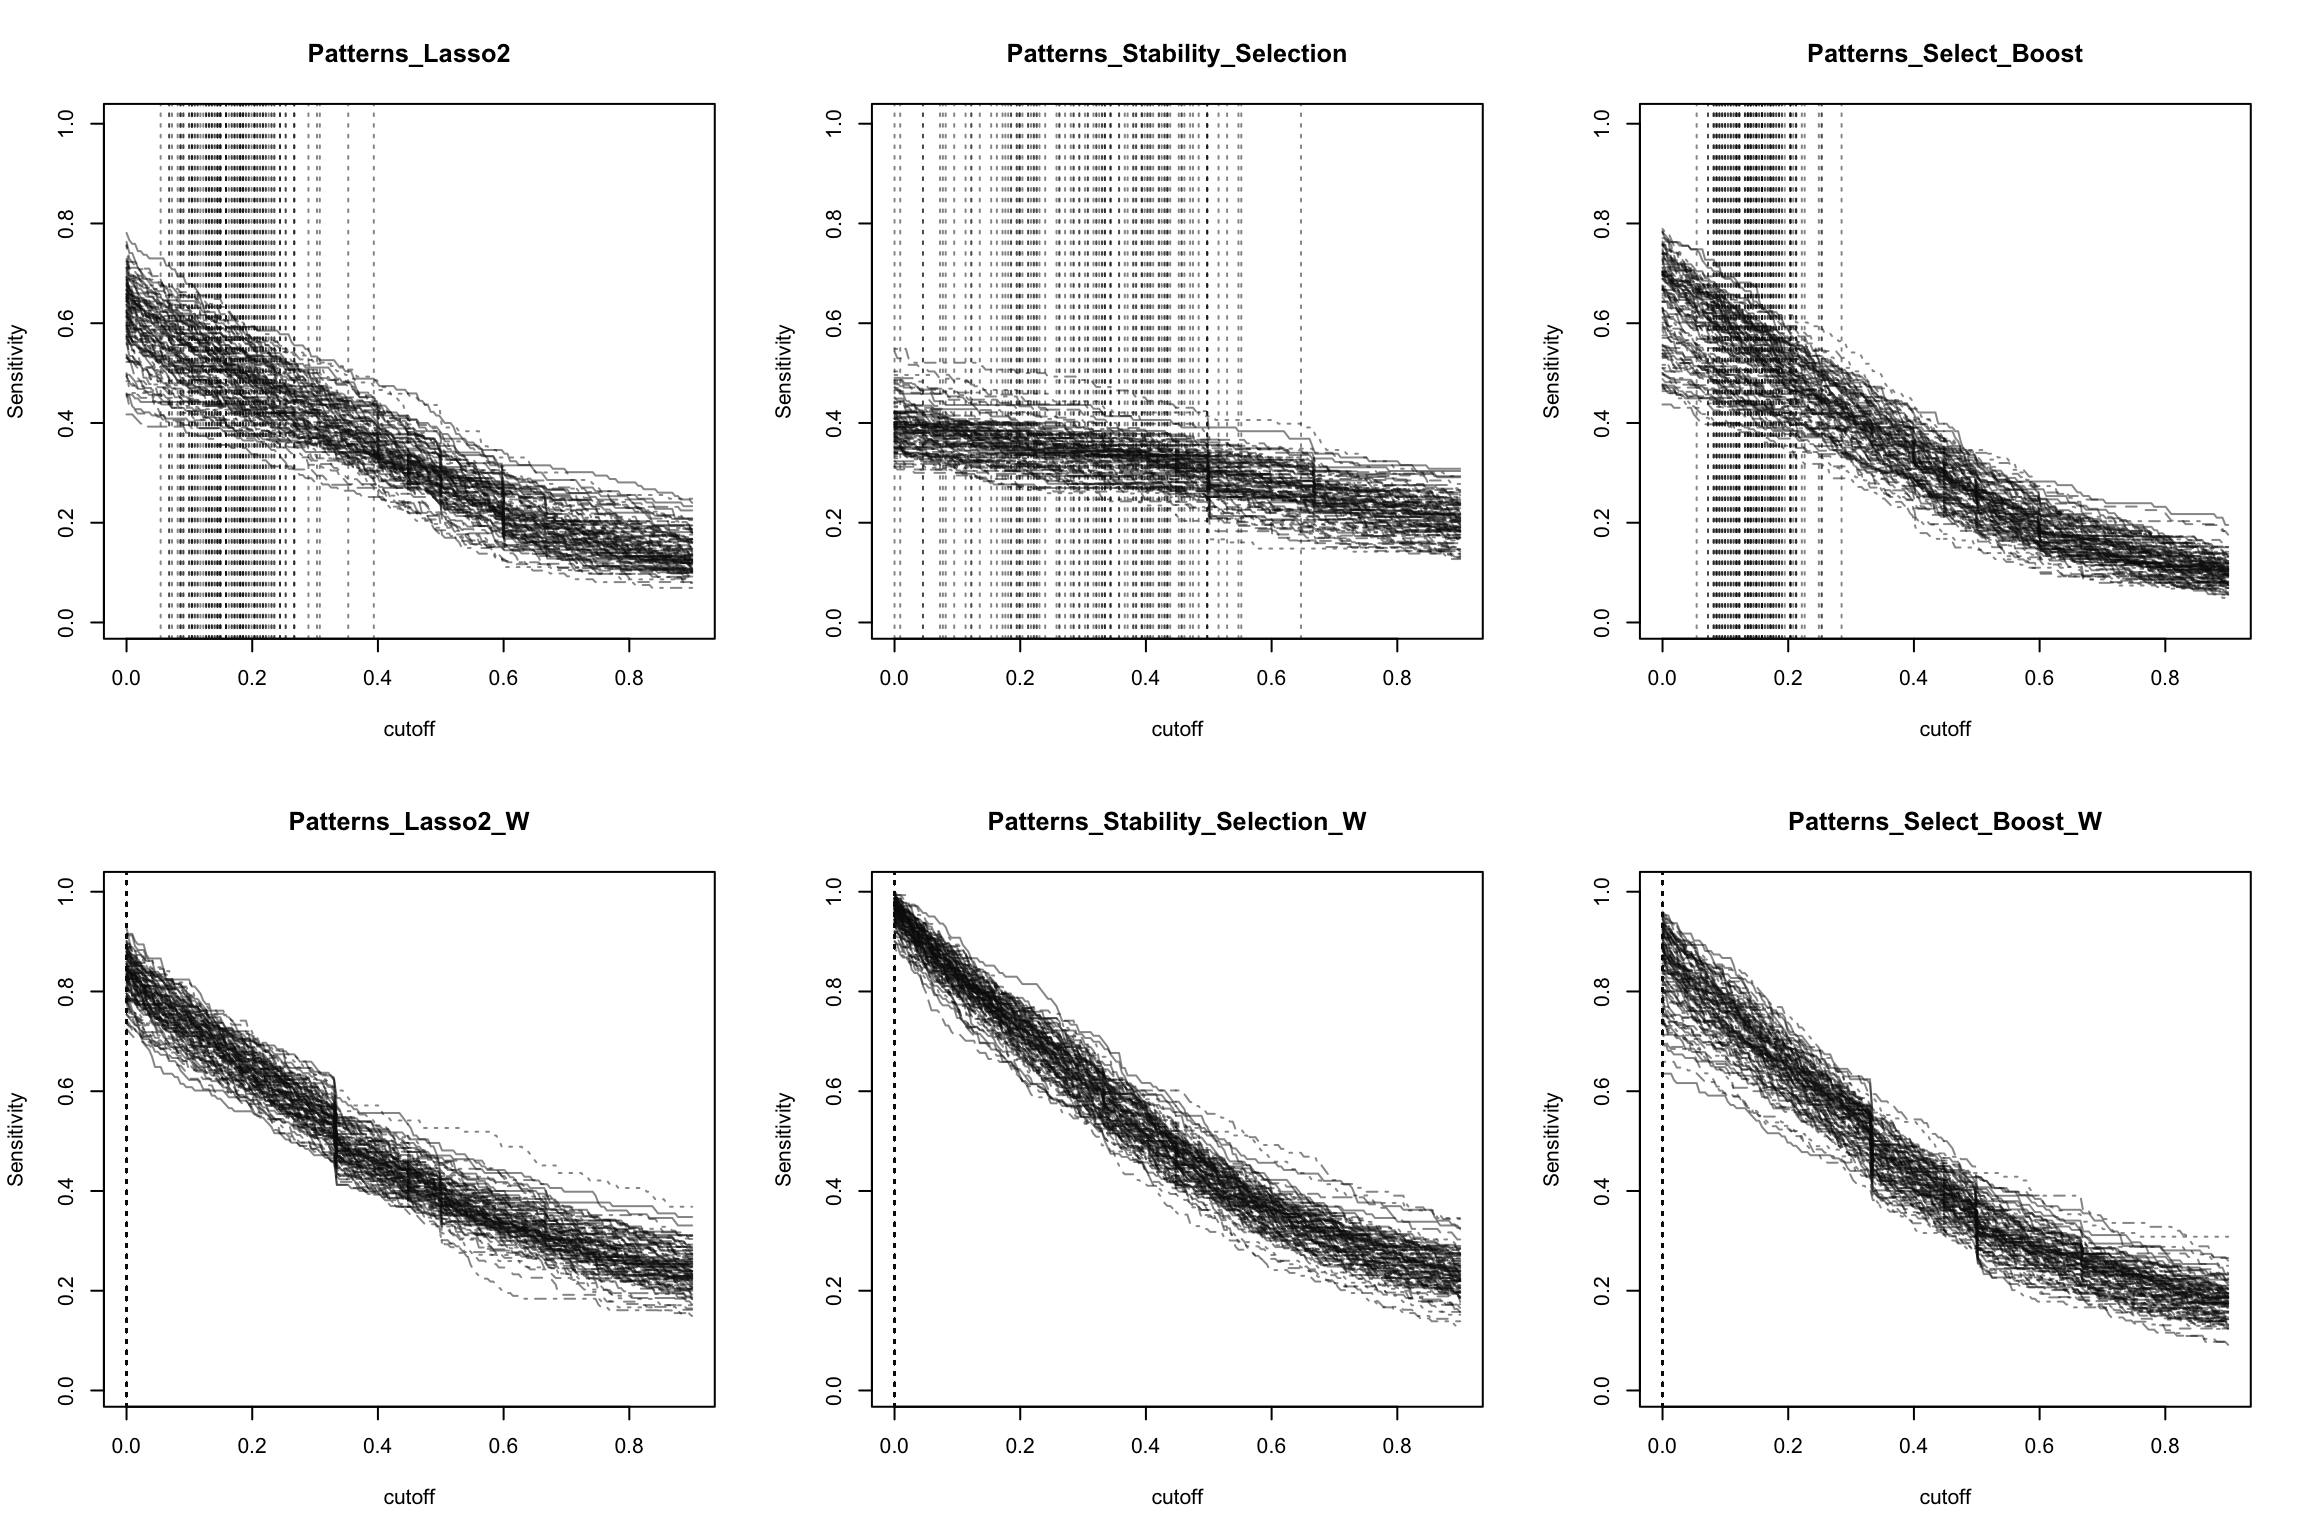 Patterns_Lasso2
Sensitivity
1.0
0.8
0.6
0.4
0.2
0.0
0.0 0.2 0.4 0.6 0.8
cutoff
Patterns_Stability_Selection
Sensitivity
1.0
0.8
0.6
0.4
0.2
0.0
0.0 0.2 0.4 0.6 0.8
cutoff
Patterns_Select_Boost
Sensitivity
1.0
0.8
0.6
0.4
0.2
0.0
0.0 0.2 0.4 0.6 0.8
cutoff
Patterns_Lasso2_W
Sensitivity
1.0
0.8
0.6
0.4
0.2
0.0
0.0 0.2 0.4 0.6 0.8
cutoff
Patterns_Stability_Selection_W
Sensitivity
1.0
0.8
0.6
0.4
0.2
0.0
0.0 0.2 0.4 0.6 0.8
cutoff
Patterns_Select_Boost_W
Sensitivity
1.0
0.8
0.6
0.4
0.2
0.0
0.0 0.2 0.4 0.6 0.8
cutoff